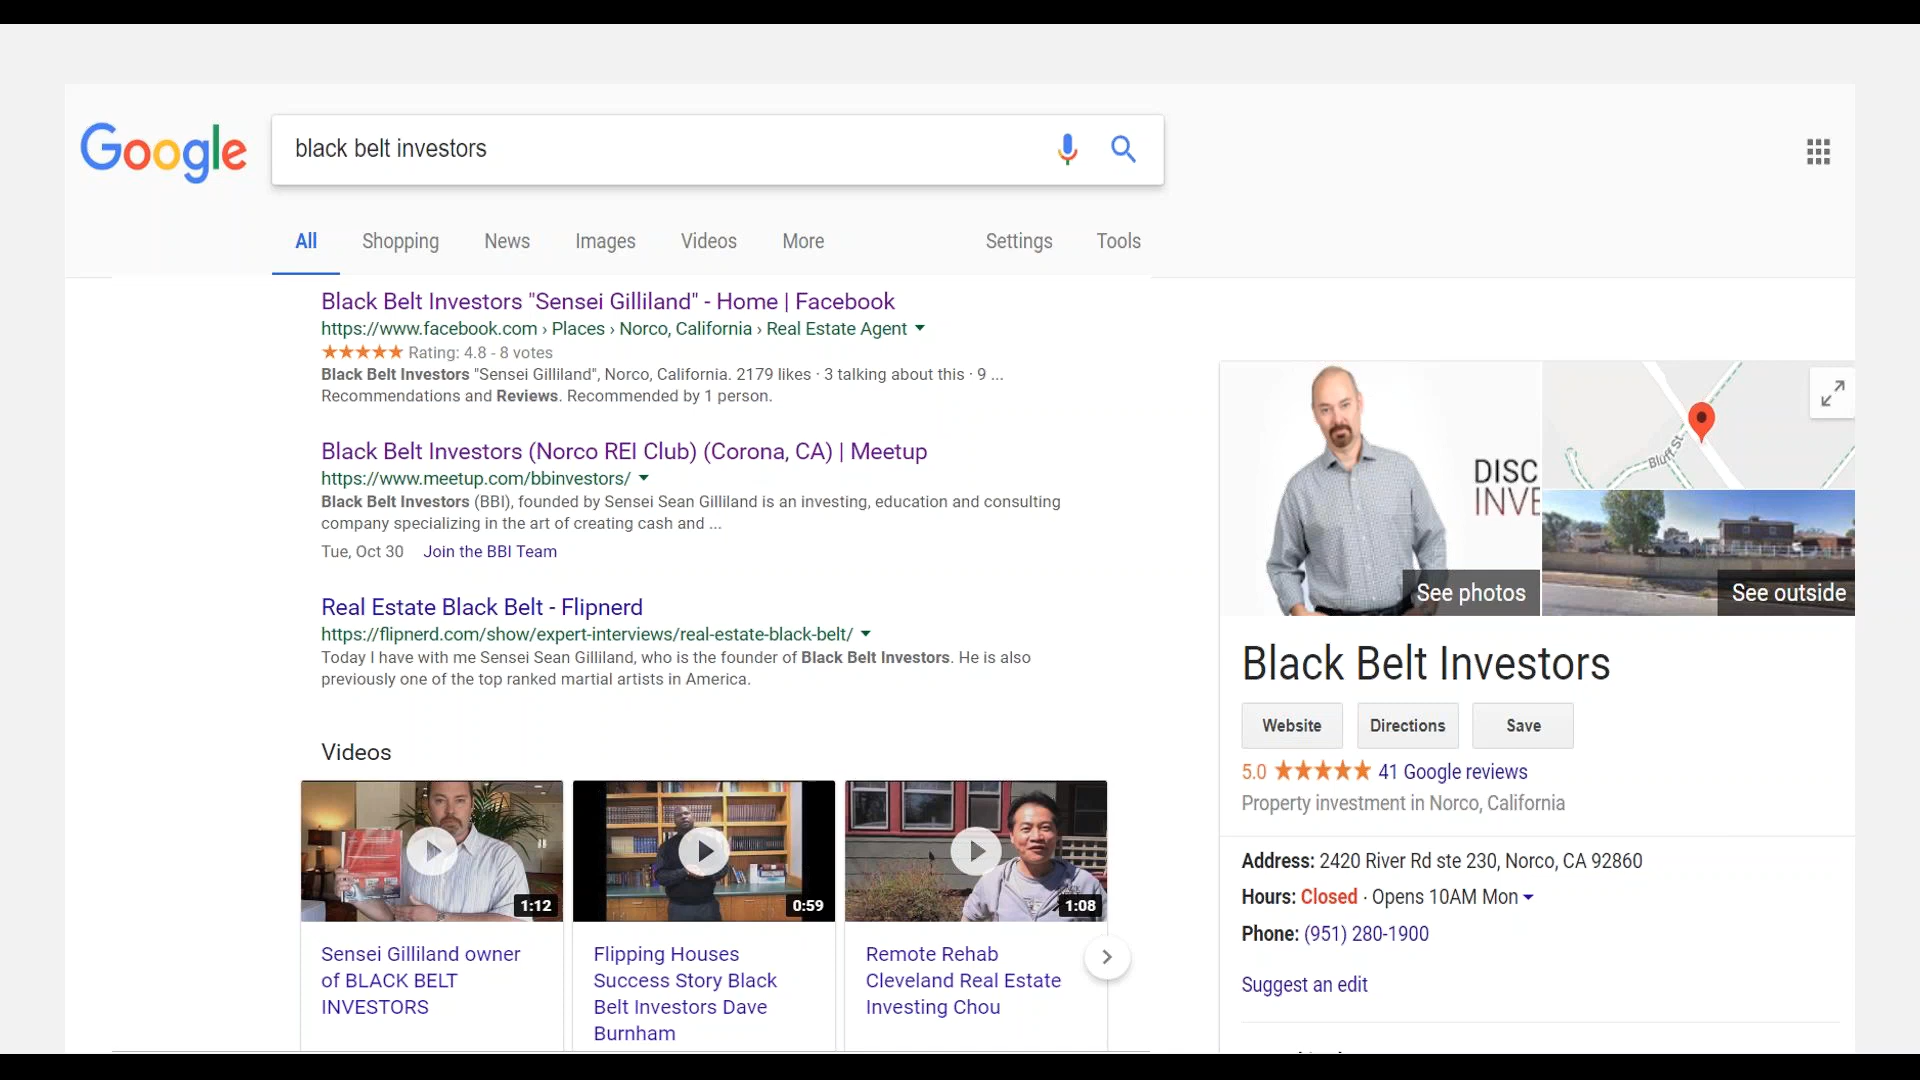 Google
black belt investors
All Shopping News Images Videos More Settings Tools
Black Belt Investors "Sensei Gilliland" - Home | Facebook
https://www.facebook.com › Places › Norco, California › Real Estate Agent
Rating: 4.8 - 8 votes
Black Belt Investors "Sensei Gilliland", Norco, California. 2179 likes · 3 talking about this · 9 ...
Recommendations and Reviews. Recommended by 1 person.
Black Belt Investors (Norco REI Club) (Corona, CA) | Meetup
https://www.meetup.com/bbinvestors/
Black Belt Investors (BBI), founded by Sensei Sean Gilliland is an investing, education and consulting
company specializing in the art of creating cash and ...
Tue, Oct 30 Join the BBI Team
Real Estate Black Belt - Flipnerd
https://flipnerd.com/show/expert-interviews/real-estate-black-belt/
Today I have with me Sensei Sean Gilliland, who is the founder of Black Belt Investors. He is also
previously one of the top ranked martial artists in America.
Videos
1:12
Sensei Gilliland owner
of BLACK BELT
INVESTORS
0:59
Flipping Houses
Success Story Black
Belt Investors Dave
Burnham
1:08
Remote Rehab
Cleveland Real Estate
Investing Chou
DISC
INVE
See photos
Bluff St
See outside
Black Belt Investors
Website Directions Save
5.0 41 Google reviews
Property investment in Norco, California
Address: 2420 River Rd ste 230, Norco, CA 92860
Hours: Closed · Opens 10AM Mon
Phone: (951) 280-1900
Suggest an edit